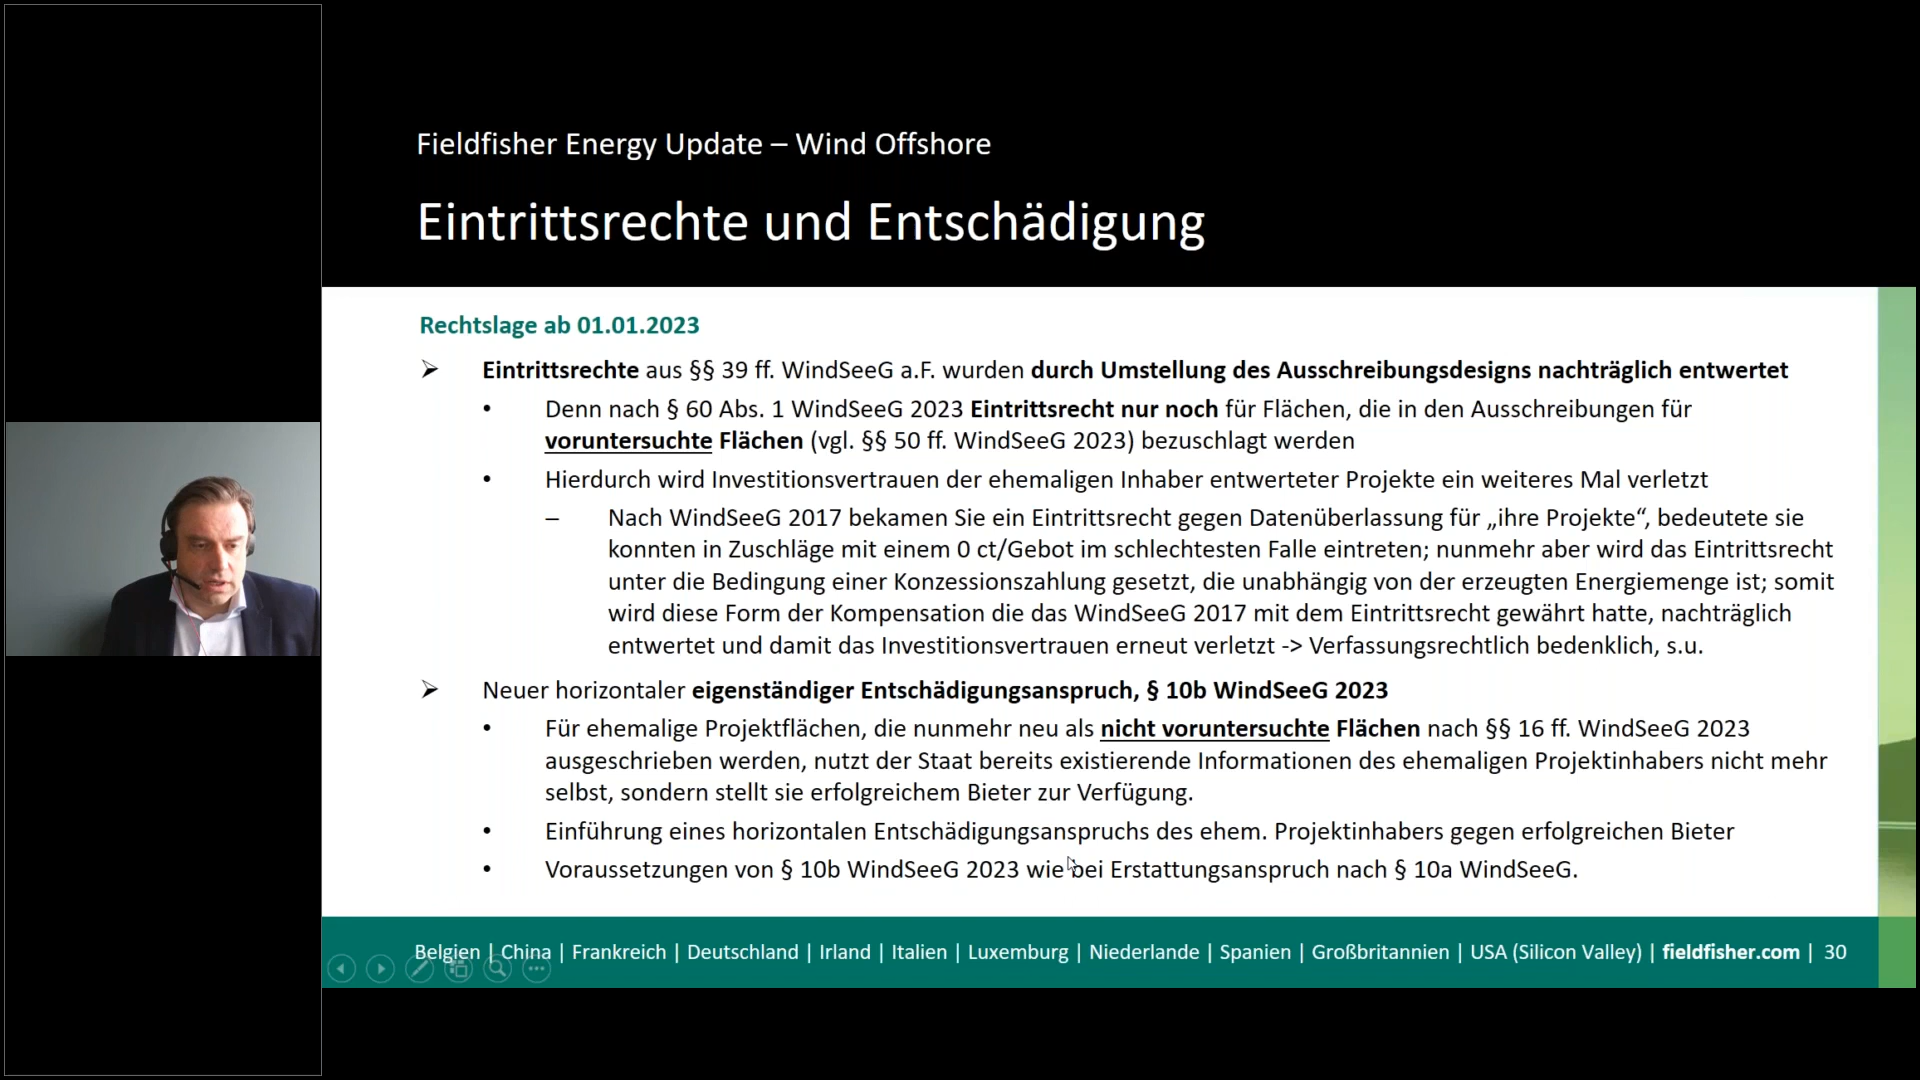 Fieldfisher Energy Update – Wind Offshore
Eintrittsrechte und Entschädigung
Rechtslage ab 01.01.2023
➢ Eintrittsrechte aus §§ 39 ff. WindSeeG a.F. wurden durch Umstellung des Ausschreibungsdesigns nachträglich entwertet
• Denn nach § 60 Abs. 1 WindSeeG 2023 Eintrittsrecht nur noch für Flächen, die in den Ausschreibungen für
voruntersuchte Flächen (vgl. §§ 50 ff. WindSeeG 2023) bezuschlagt werden
• Hierdurch wird Investitionsvertrauen der ehemaligen Inhaber entwerteter Projekte ein weiteres Mal verletzt
– Nach WindSeeG 2017 bekamen Sie ein Eintrittsrecht gegen Datenüberlassung für „ihre Projekte“, bedeutete sie
konnten in Zuschläge mit einem 0 ct/Gebot im schlechtesten Falle eintreten; nunmehr aber wird das Eintrittsrecht
unter die Bedingung einer Konzessionszahlung gesetzt, die unabhängig von der erzeugten Energiemenge ist; somit
wird diese Form der Kompensation die das WindSeeG 2017 mit dem Eintrittsrecht gewährt hatte, nachträglich
entwertet und damit das Investitionsvertrauen erneut verletzt -> Verfassungsrechtlich bedenklich, s.u.
➢ Neuer horizontaler eigenständiger Entschädigungsanspruch, § 10b WindSeeG 2023
• Für ehemalige Projektflächen, die nunmehr neu als nicht voruntersuchte Flächen nach §§ 16 ff. WindSeeG 2023
ausgeschrieben werden, nutzt der Staat bereits existierende Informationen des ehemaligen Projektinhabers nicht mehr
selbst, sondern stellt sie erfolgreichem Bieter zur Verfügung.
• Einführung eines horizontalen Entschädigungsanspruchs des ehem. Projektinhabers gegen erfolgreichen Bieter
• Voraussetzungen von § 10b WindSeeG 2023 wie bei Erstattungsanspruch nach § 10a WindSeeG.
Belgien | China | Frankreich | Deutschland | Irland | Italien | Luxemburg | Niederlande | Spanien | Großbritannien | USA (Silicon Valley) | fieldfisher.com | 30